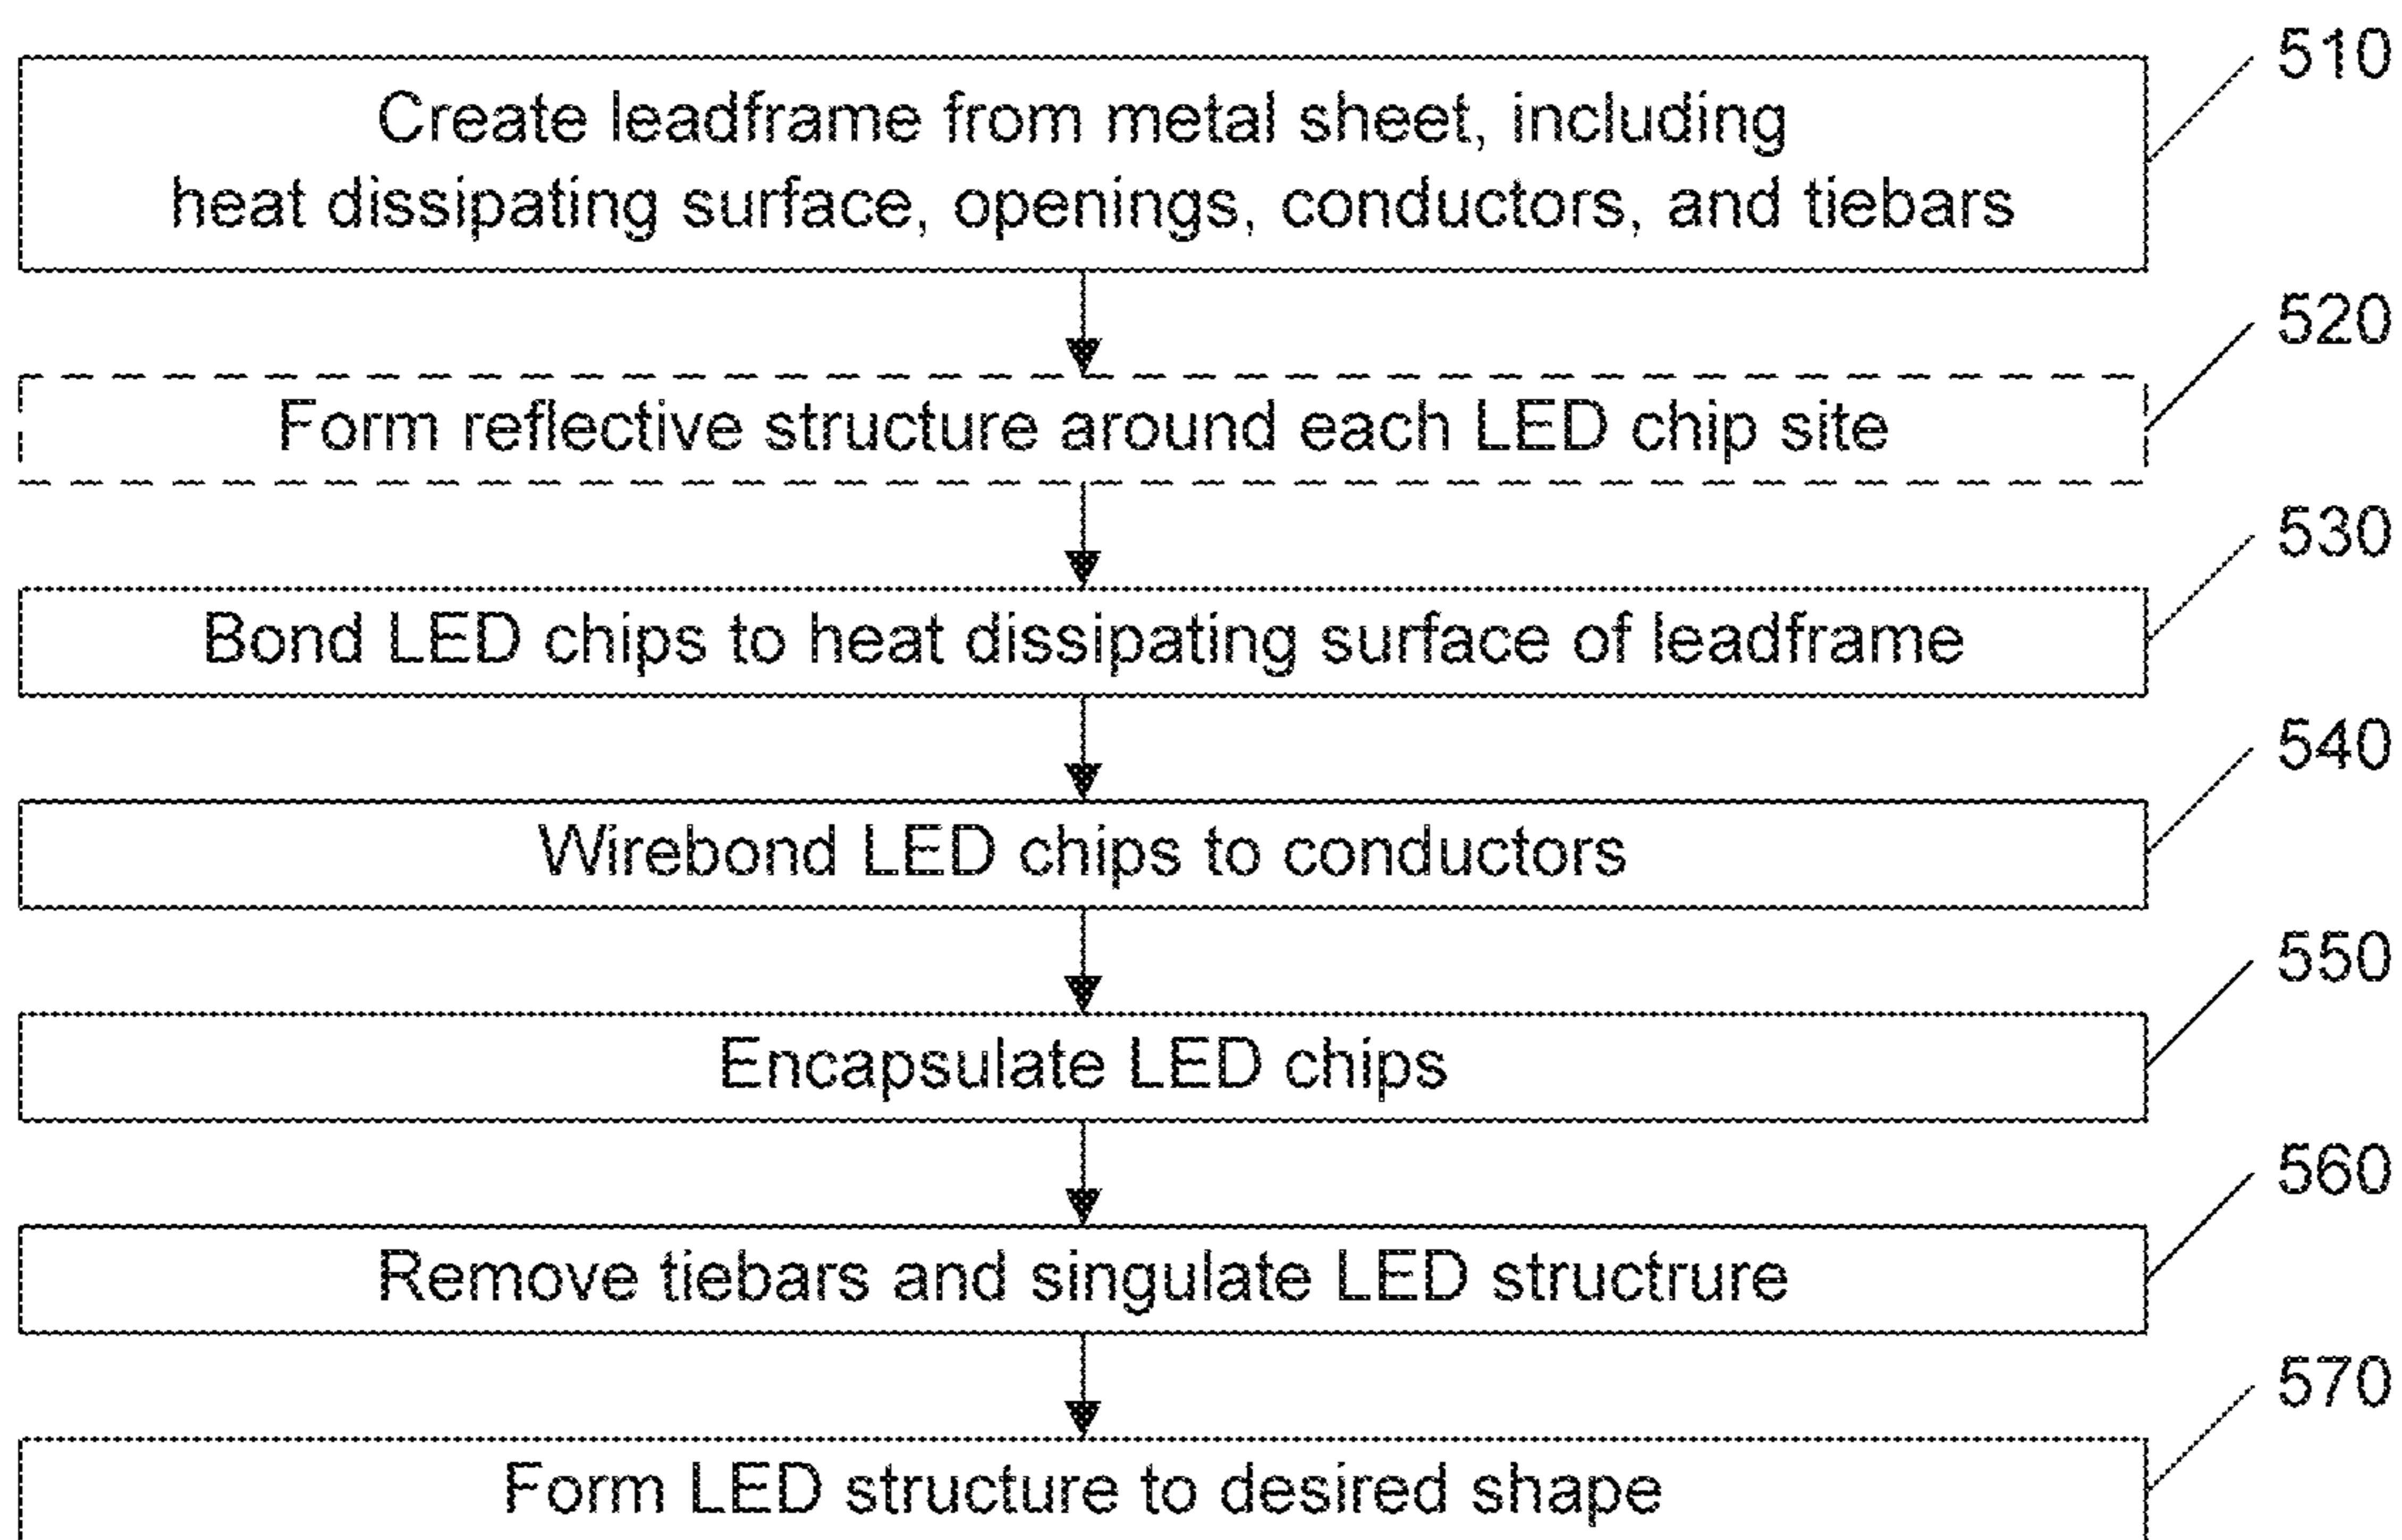 510
Create leadframe from metal sheet, including
heat dissipating surface, openings, conductors, and tiebars
520
Form reflective structure around each LED chip site
530
Bond LED chips to heat dissipating surface of leadframe
540
Wirebond LED chips to conductors
550
Encapsulate LED chips
560
Remove tiebars and singulate LED structrure
570
Form LED structure to desired shape